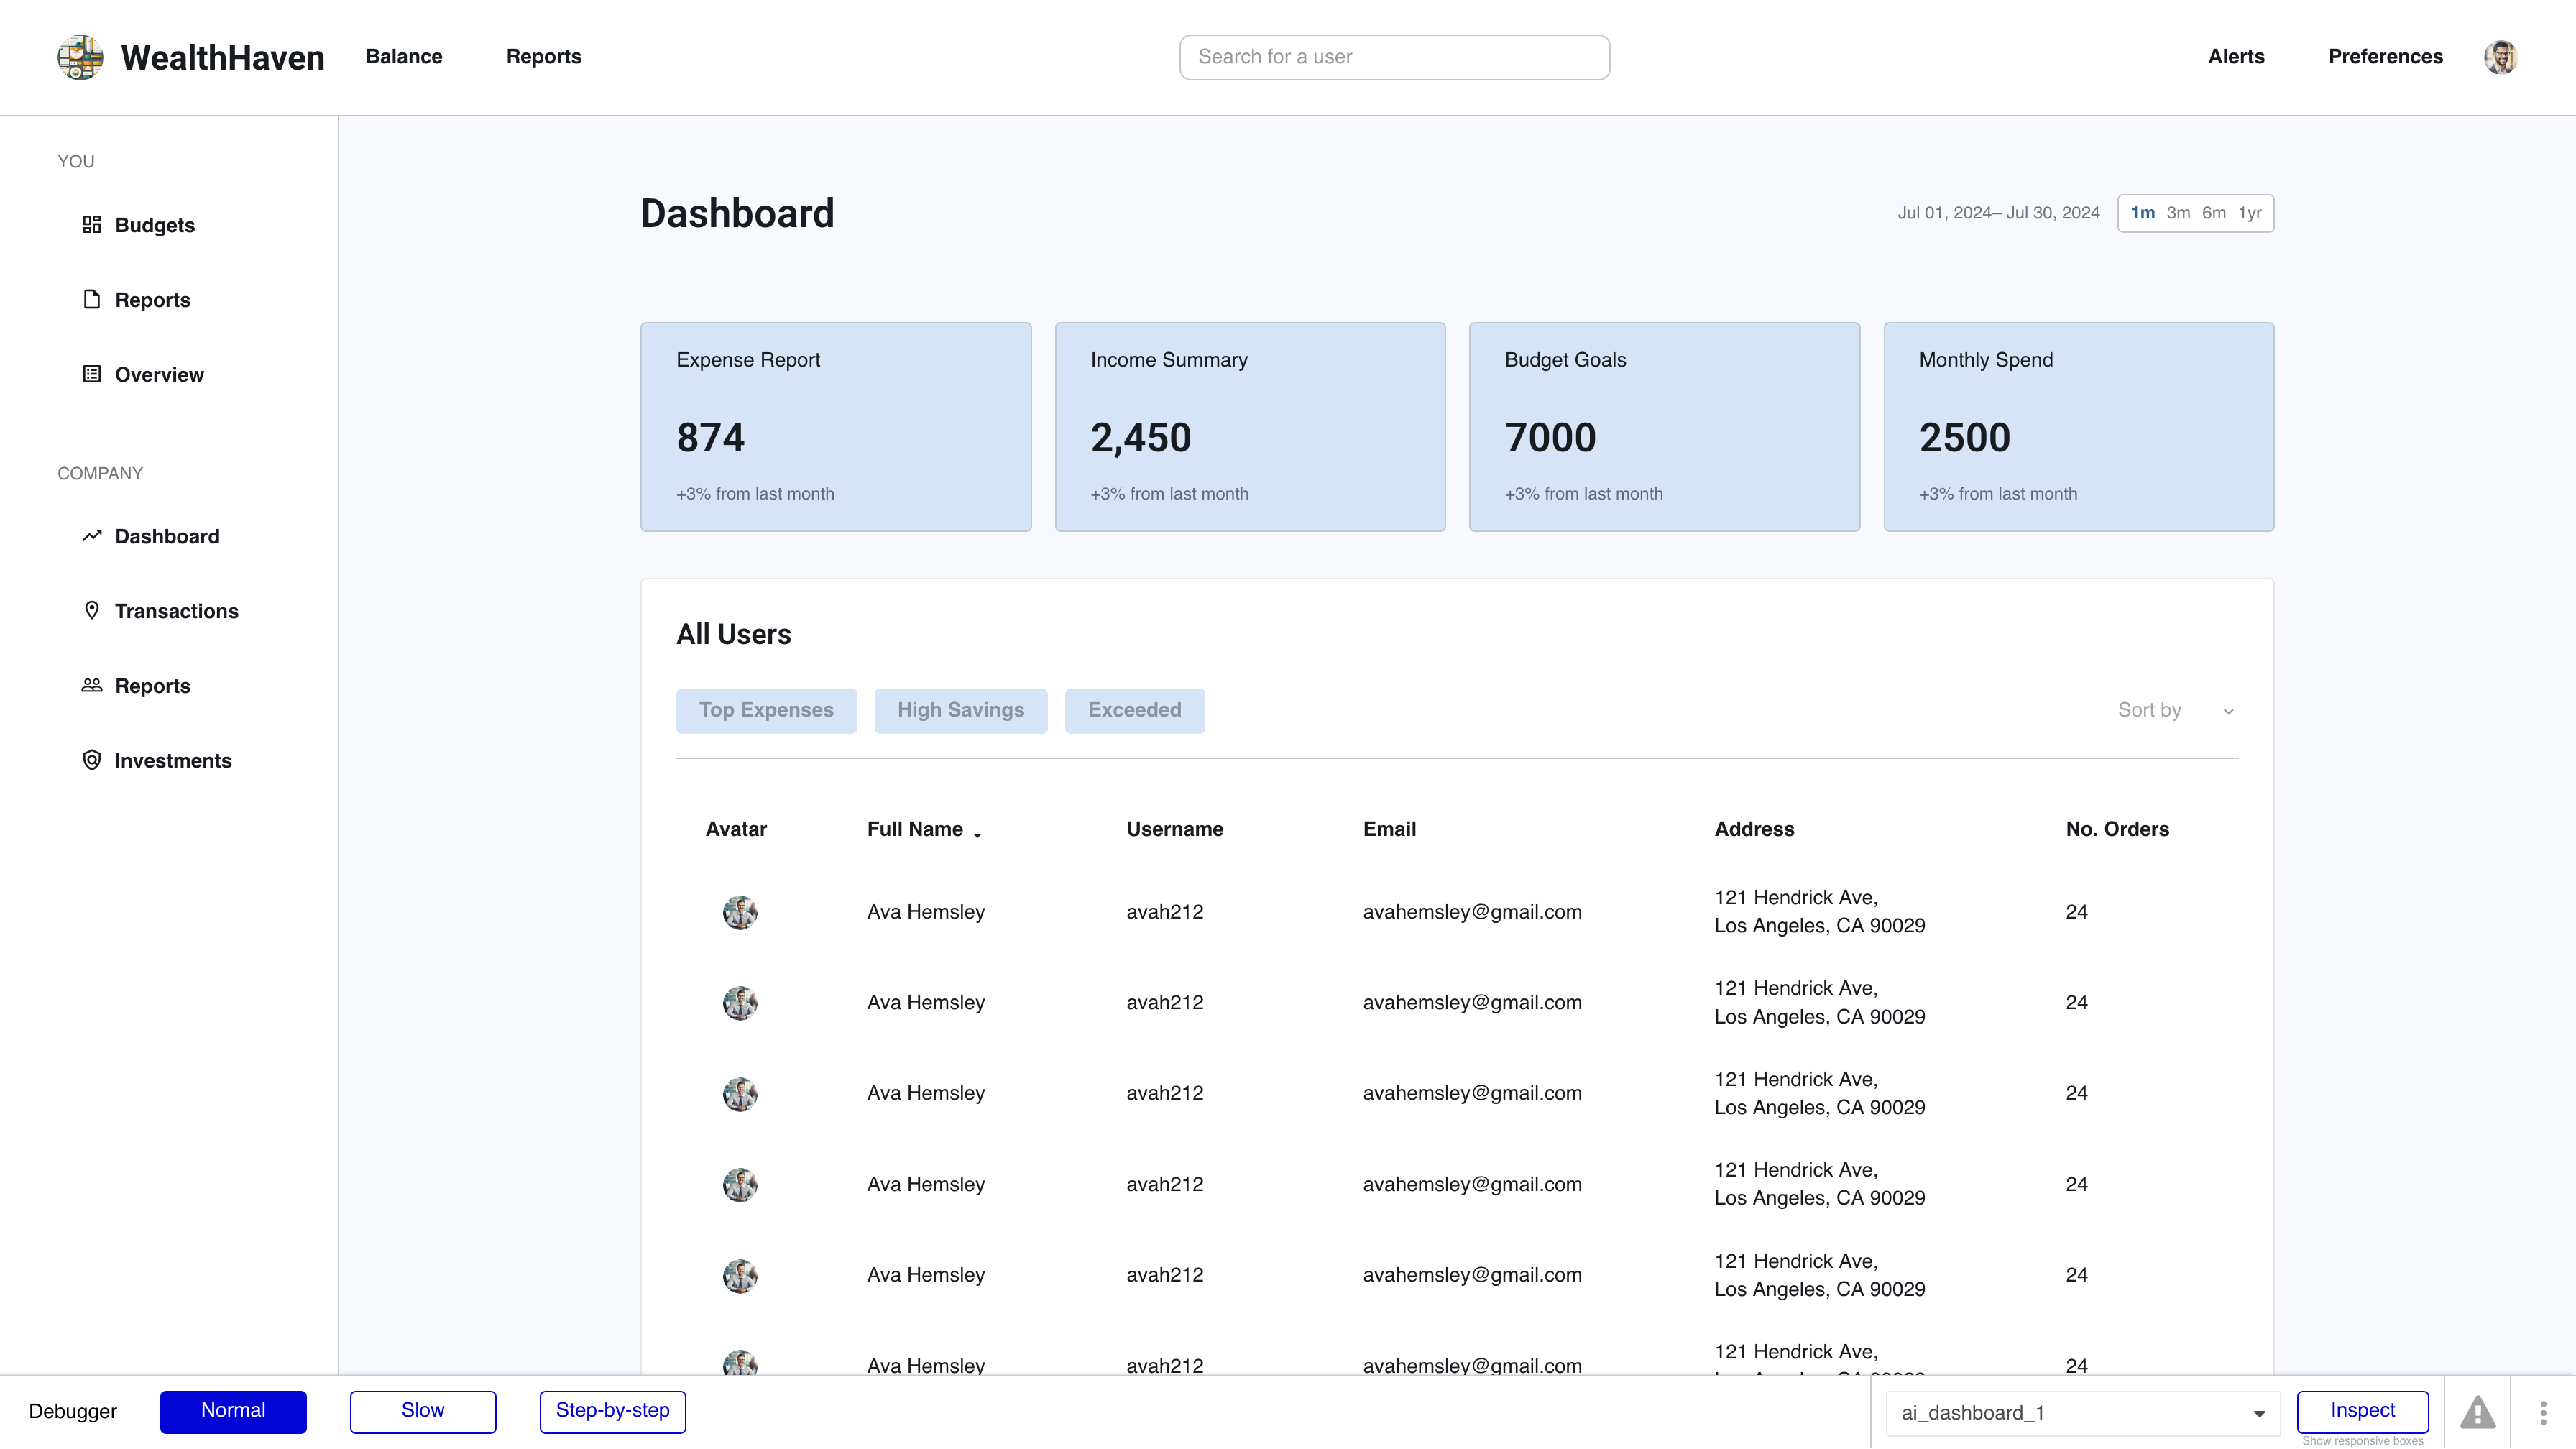 WealthHaven
Balance
Reports
Search for a user
Alerts
Preferences
YOU
Budgets
Reports
Overview
COMPANY
Dashboard
Transactions
Reports
Investments
Dashboard
Jul 01, 2024– Jul 30, 2024
1m 3m 6m 1yr
Expense Report
874
+3% from last month
Income Summary
2,450
+3% from last month
Budget Goals
7000
+3% from last month
Monthly Spend
2500
+3% from last month
All Users
Top Expenses
High Savings
Exceeded
Sort by
Avatar
Full Name
Username
Email
Address
No. Orders
Ava Hemsley
avah212
avahemsley@gmail.com
121 Hendrick Ave,
Los Angeles, CA 90029
24
Ava Hemsley
avah212
avahemsley@gmail.com
121 Hendrick Ave,
Los Angeles, CA 90029
24
Ava Hemsley
avah212
avahemsley@gmail.com
121 Hendrick Ave,
Los Angeles, CA 90029
24
Ava Hemsley
avah212
avahemsley@gmail.com
121 Hendrick Ave,
Los Angeles, CA 90029
24
Ava Hemsley
avah212
avahemsley@gmail.com
121 Hendrick Ave,
Los Angeles, CA 90029
24
Ava Hemsley
avah212
avahemsley@gmail.com
121 Hendrick Ave,
24
Debugger
Normal
Slow
Step-by-step
ai_dashboard_1
Inspect
Show responsive boxes